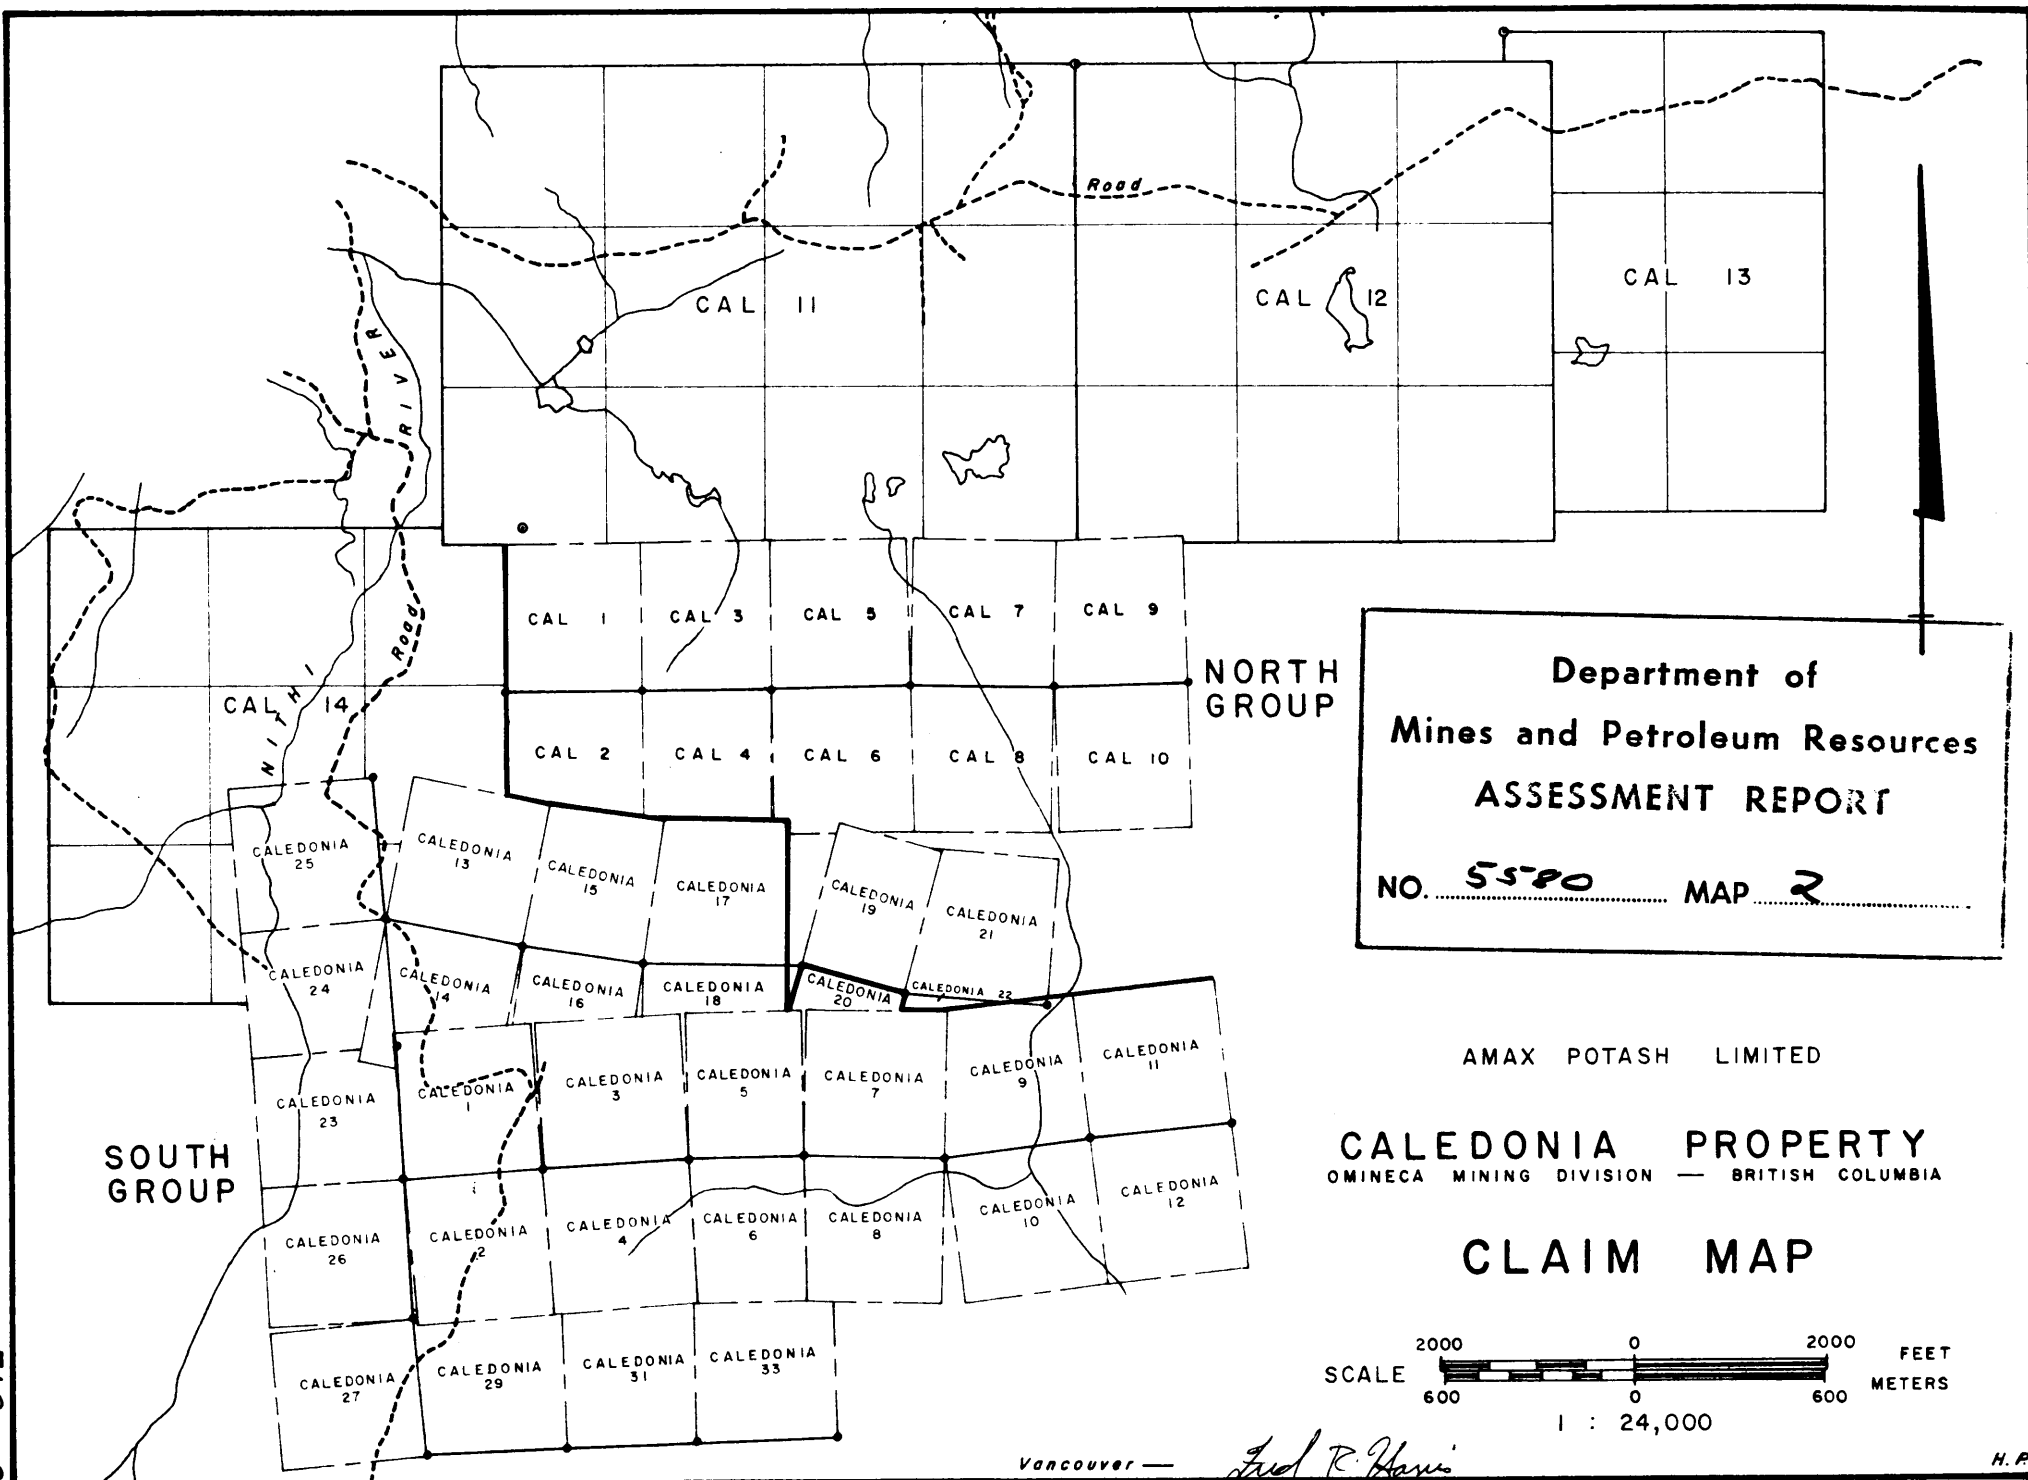 Road
CAL 11
CAL 12
CAL 13
RIVER
CAL 1
CAL 3
CAL 5
CAL 7
CAL 9
Road
NITHI
CAL 14
NORTH
GROUP
CAL 2
CAL 4
CAL 6
CAL 8
CAL 10
Department of
Mines and Petroleum Resources
ASSESSMENT REPORT
NO. 5580 MAP 2
CALEDONIA
25
CALEDONIA
13
CALEDONIA
15
CALEDONIA
17
CALEDONIA
19
CALEDONIA
21
CALEDONIA
24
CALEDONIA
14
CALEDONIA
16
CALEDONIA
18
CALEDONIA
20
CALEDONIA 22
CALEDONIA
23
CALEDONIA
1
CALEDONIA
3
CALEDONIA
5
CALEDONIA
7
CALEDONIA
9
CALEDONIA
11
AMAX POTASH LIMITED
CALEDONIA PROPERTY
OMINECA MINING DIVISION — BRITISH COLUMBIA
SOUTH
GROUP
CALEDONIA
26
CALEDONIA
2
CALEDONIA
4
CALEDONIA
6
CALEDONIA
8
CALEDONIA
10
CALEDONIA
12
CLAIM MAP
CALEDONIA
27
CALEDONIA
29
CALEDONIA
31
CALEDONIA
33
2000 0 2000 FEET
SCALE
600 0 600 METERS
1 : 24,000
Vancouver — Fred R. Harris
H.P.